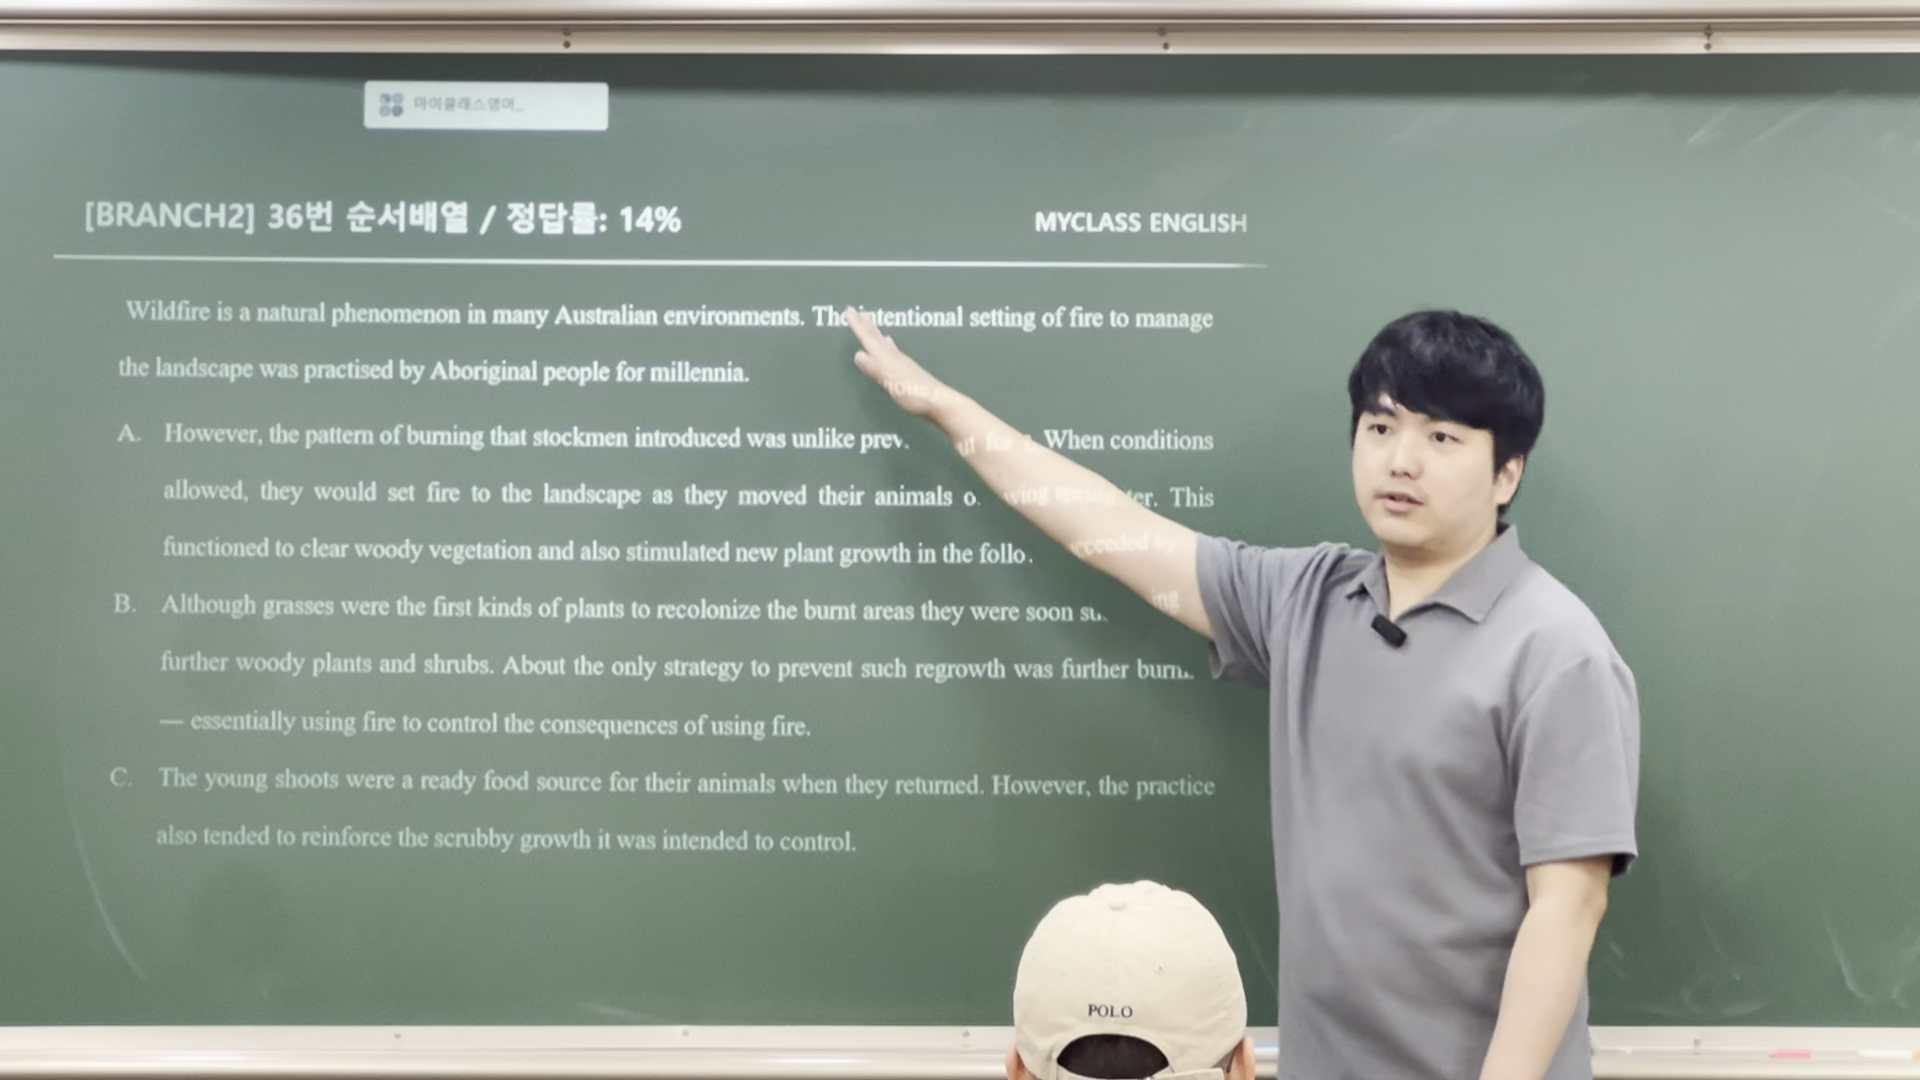 마이클래스영어_
[BRANCH2] 36번 순서배열 / 정답률: 14%
MYCLASS ENGLISH
Wildfire is a natural phenomenon in many Australian environments. The intentional setting of fire to manage
the landscape was practised by Aboriginal people for millennia.
A. However, the pattern of burning that stockmen introduced was unlike When conditions
allowed, they would set fire to the landscape as they moved their animals This
functioned to clear woody vegetation and also stimulated new plant growth in the
B. Although grasses were the first kinds of plants to recolonize the burnt areas they were soon
further woody plants and shrubs. About the only strategy to prevent such regrowth was further
— essentially using fire to control the consequences of using fire.
C. The young shoots were a ready food source for their animals when they returned. However, the practice
also tended to reinforce the scrubby growth it was intended to control.
POLO